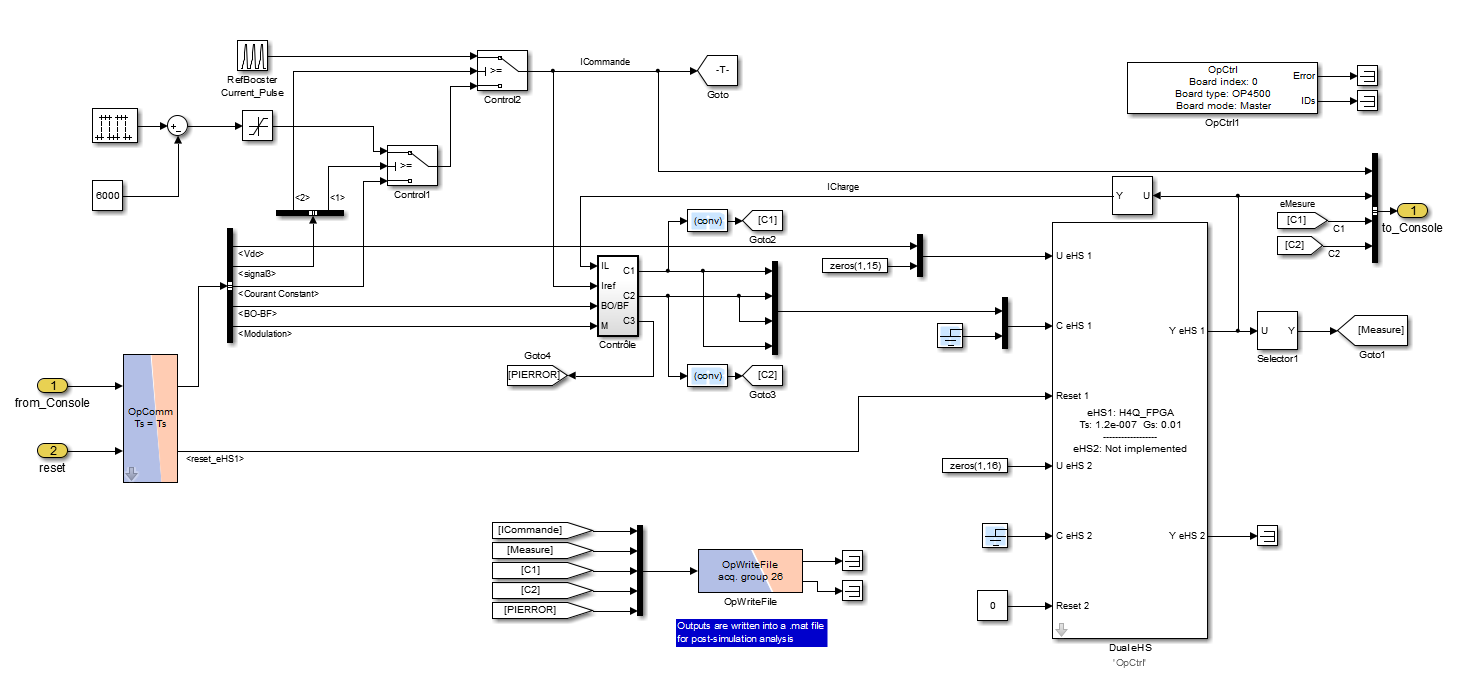 RefBooster
Current_Pulse
>=
Control2
ICommande
-T-
Goto
OpCtrl
Board index: 0
Board type: OP4500
Board mode: Master
Error
IDs
OpCtrl1
+
-
6000
>=
Control1
<2>
<1>
ICharge
Y
U
eMesure
[C1]
C1
[C2]
C2
1
to_Console
(conv)
[C1]
Goto2
<Vdc>
<signal3>
<Courant Constant>
<BO-BF>
<Modulation>
zeros(1,15)
IL
Iref
BO/BF
M
C1
C2
C3
Contrôle
Goto4
[PIERROR]
(conv)
[C2]
Goto3
U eHS 1
C eHS 1
Reset 1
U eHS 2
C eHS 2
Reset 2
Y eHS 1
Y eHS 2
eHS1: H4Q_FPGA
Ts: 1.2e-007 Gs: 0.01
--------------------
eHS2: Not implemented
DualeHS
'OpCtrl'
U
Y
Selector1
[Measure]
Goto1
1
from_Console
2
reset
OpComm
Ts = Ts
<reset_eHS1>
zeros(1,16)
0
[ICommande]
[Measure]
[C1]
[C2]
[PIERROR]
OpWriteFile
acq. group 26
OpWriteFile
Outputs are written into a .mat file
for post-simulation analysis